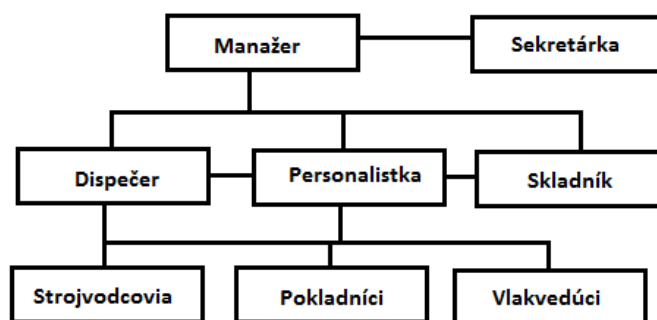 Manažer
Sekretárka
Dispečer
Personalistka
Skladník
Strojvodcovia
Pokladníci
Vlakvedúci